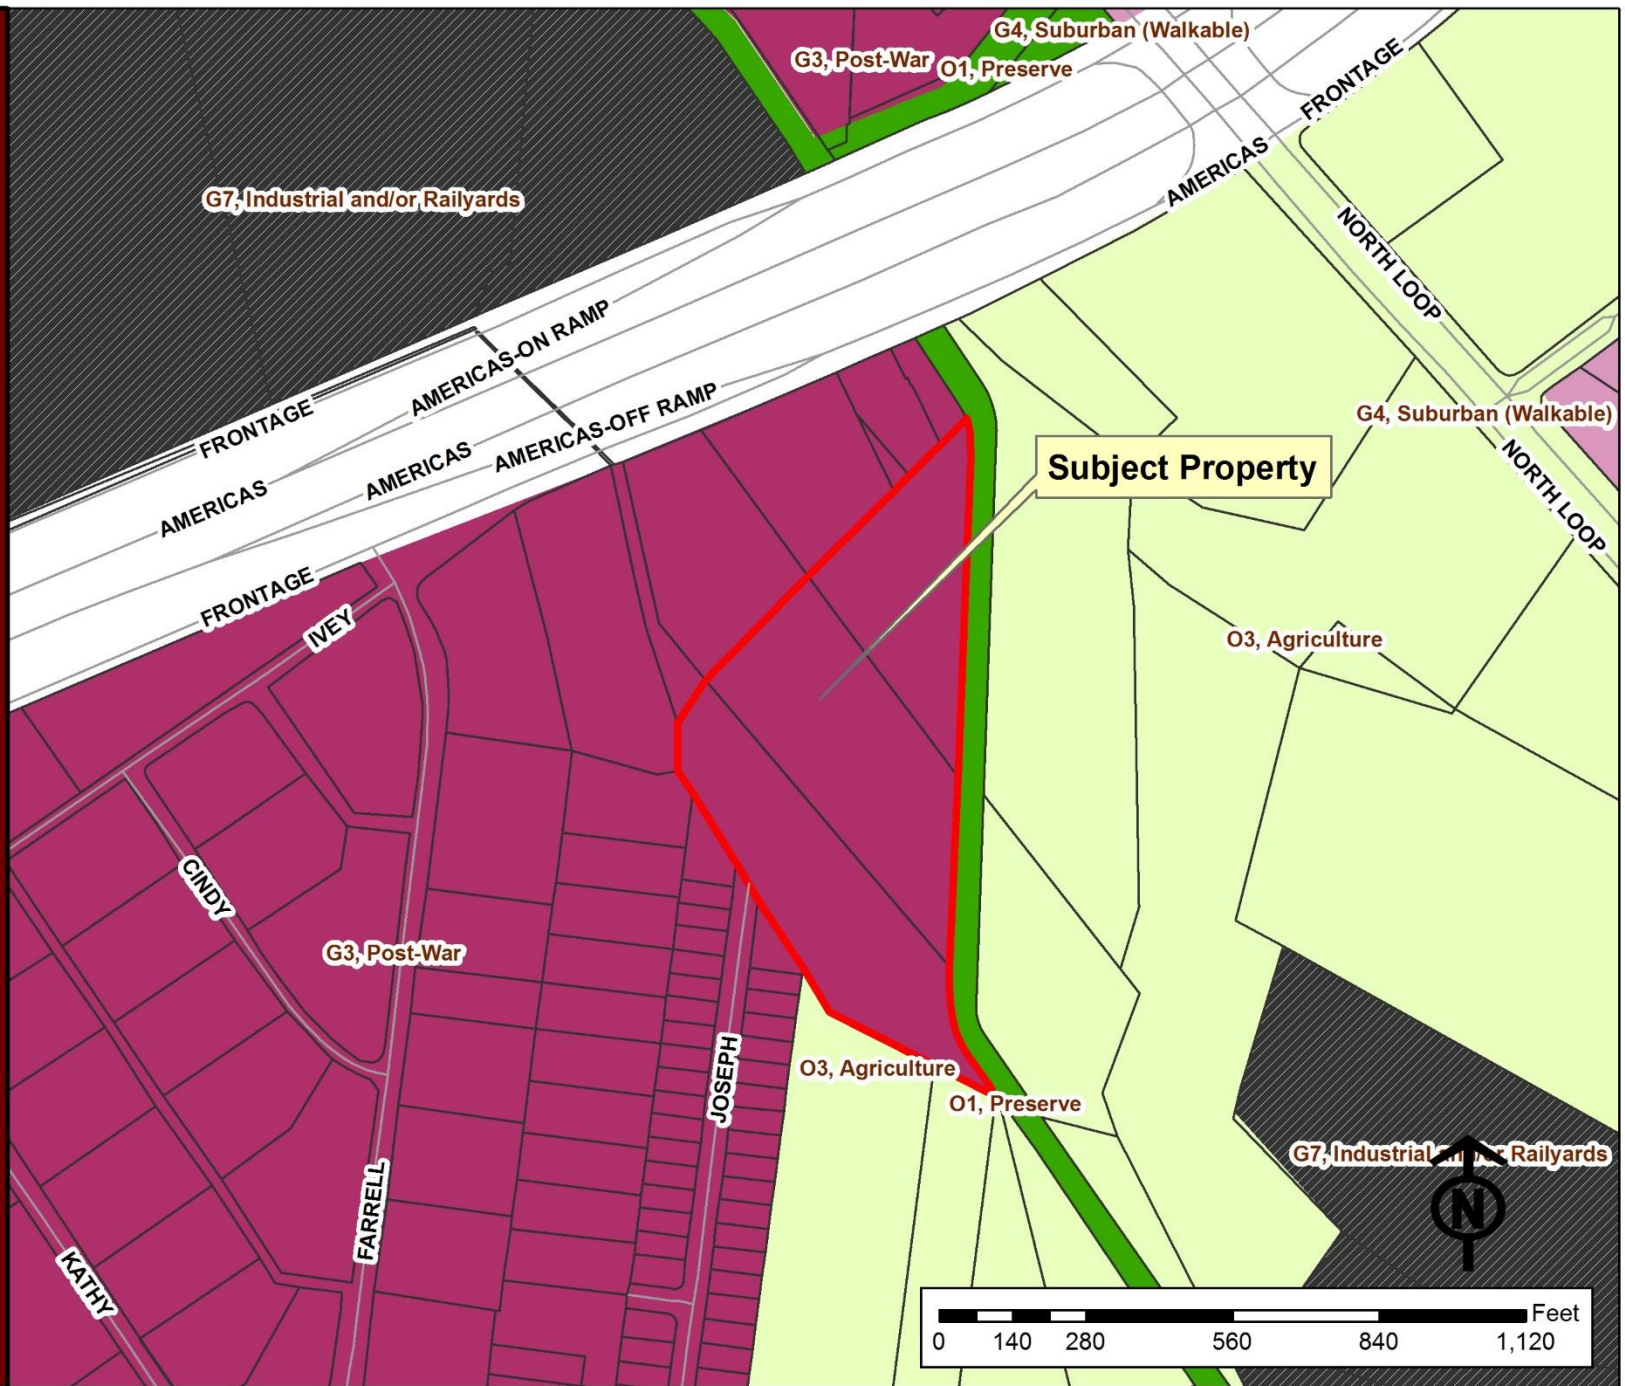 G4, Suburban (Walkable)
G3, Post-War
O1, Preserve
FRONTAGE
AMERICAS
G7, Industrial and/or Railyards
NORTH LOOP
AMERICAS-ON RAMP
FRONTAGE
AMERICAS-OFF RAMP
G4, Suburban (Walkable)
AMERICAS
AMERICAS
Subject Property
NORTH LOOP
FRONTAGE
IVEY
O3, Agriculture
CINDY
G3, Post-War
JOSEPH
O3, Agriculture
O1, Preserve
G7, Industrial and/or Railyards
FARRELL
N
KATHY
Feet
0 140 280 560 840 1,120